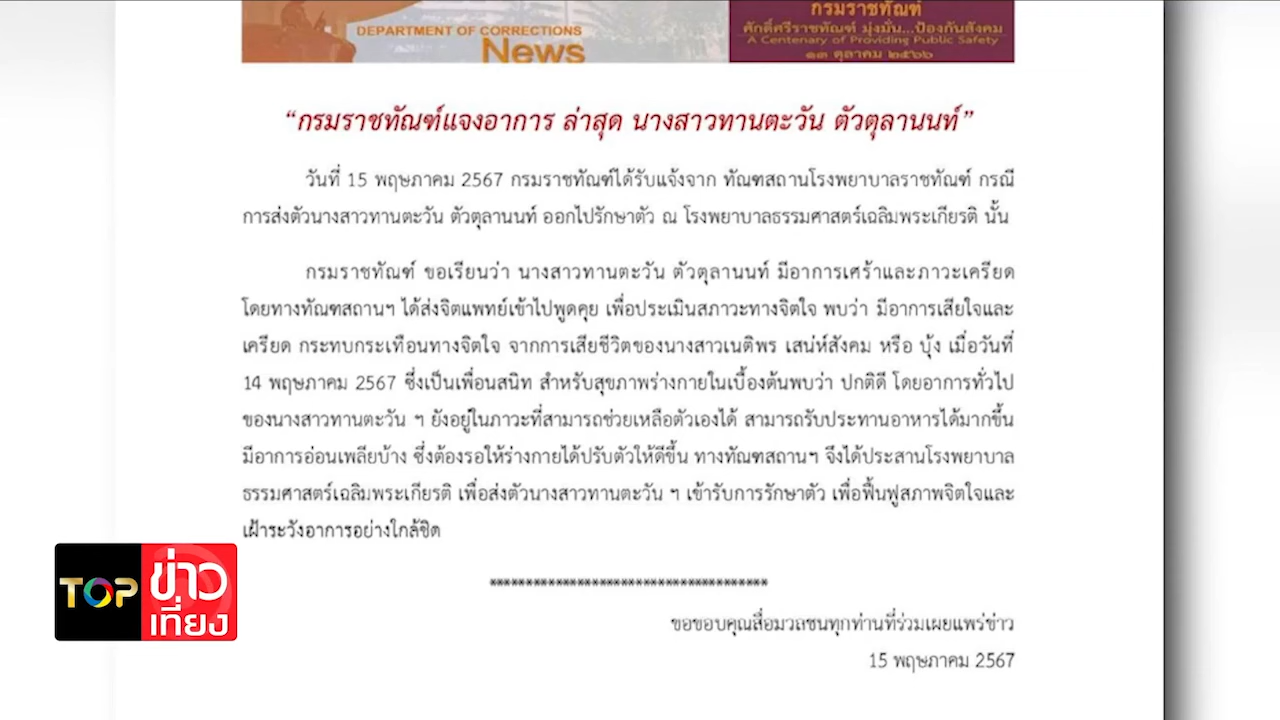 DEPARTMENT OF CORRECTIONS
News
กรมราชทัณฑ์
ศักดิ์ศรีราชทัณฑ์ มุ่งมั่น...ป้องกันสังคม
A Centenary of Providing Public Safety
๑๓ ตุลาคม ๒๕๖๖
“กรมราชทัณฑ์แจงอาการ ล่าสุด นางสาวทานตะวัน ตัวตุลานนท์”
วันที่ 15 พฤษภาคม 2567 กรมราชทัณฑ์ได้รับแจ้งจาก ทัณฑสถานโรงพยาบาลราชทัณฑ์ กรณี
การส่งตัวนางสาวทานตะวัน ตัวตุลานนท์ ออกไปรักษาตัว ณ โรงพยาบาลธรรมศาสตร์เฉลิมพระเกียรติ นั้น
กรมราชทัณฑ์ ขอเรียนว่า นางสาวทานตะวัน ตัวตุลานนท์ มีอาการเศร้าและภาวะเครียด
โดยทางทัณฑสถานฯ ได้ส่งจิตแพทย์เข้าไปพูดคุย เพื่อประเมินสภาวะทางจิตใจ พบว่า มีอาการเสียใจและ
เครียด กระทบกระเทือนทางจิตใจ จากการเสียชีวิตของนางสาวเนติพร เสน่ห์สังคม หรือ บุ้ง เมื่อวันที่
14 พฤษภาคม 2567 ซึ่งเป็นเพื่อนสนิท สำหรับสุขภาพร่างกายในเบื้องต้นพบว่า ปกติดี โดยอาการทั่วไป
ของนางสาวทานตะวัน ฯ ยังอยู่ในภาวะที่สามารถช่วยเหลือตัวเองได้ สามารถรับประทานอาหารได้มากขึ้น
มีอาการอ่อนเพลียบ้าง ซึ่งต้องรอให้ร่างกายได้ปรับตัวให้ดีขึ้น ทางทัณฑสถานฯ จึงได้ประสานโรงพยาบาล
ธรรมศาสตร์เฉลิมพระเกียรติ เพื่อส่งตัวนางสาวทานตะวัน ฯ เข้ารับการรักษาตัว เพื่อฟื้นฟูสภาพจิตใจและ
เฝ้าระวังอาการอย่างใกล้ชิด
**************************************
ขอขอบคุณสื่อมวลชนทุกท่านที่ร่วมเผยแพร่ข่าว
15 พฤษภาคม 2567
TOP ข่าว
เที่ยง